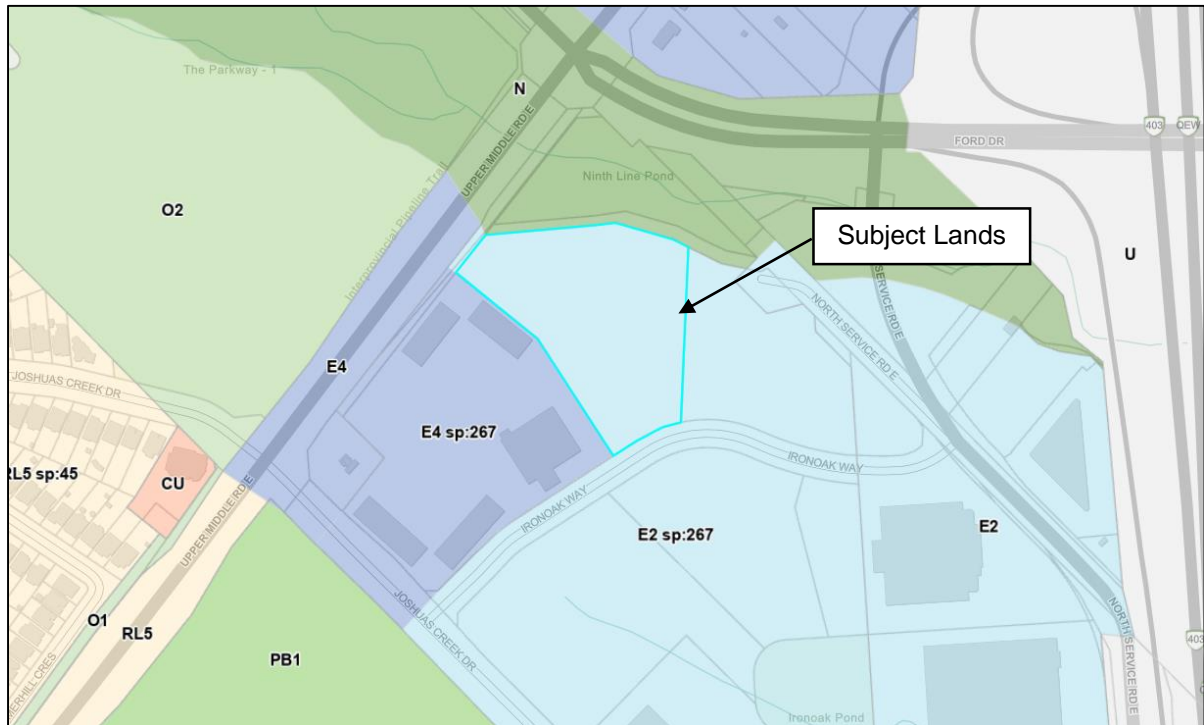 The Parkway - 1
N
UPPER MIDDLE RD E
403
QEW
FORD DR
Interprovincial Pipeline Trail
Ninth Line Pond
O2
Subject Lands
U
SERVICE RD E
NORTH SERVICE RD E
E4
JOSHUAS CREEK DR
E4 sp:267
IRONOAK WAY
RL5 sp:45
CU
UPPER MIDDLE RD E
IRONOAK WAY
E2 sp:267
E2
JOSHUAS CREEK DR
NORTH SERVICE RD E
O1
RL5
403
PB1
ERHILL CRES
Ironoak Pond